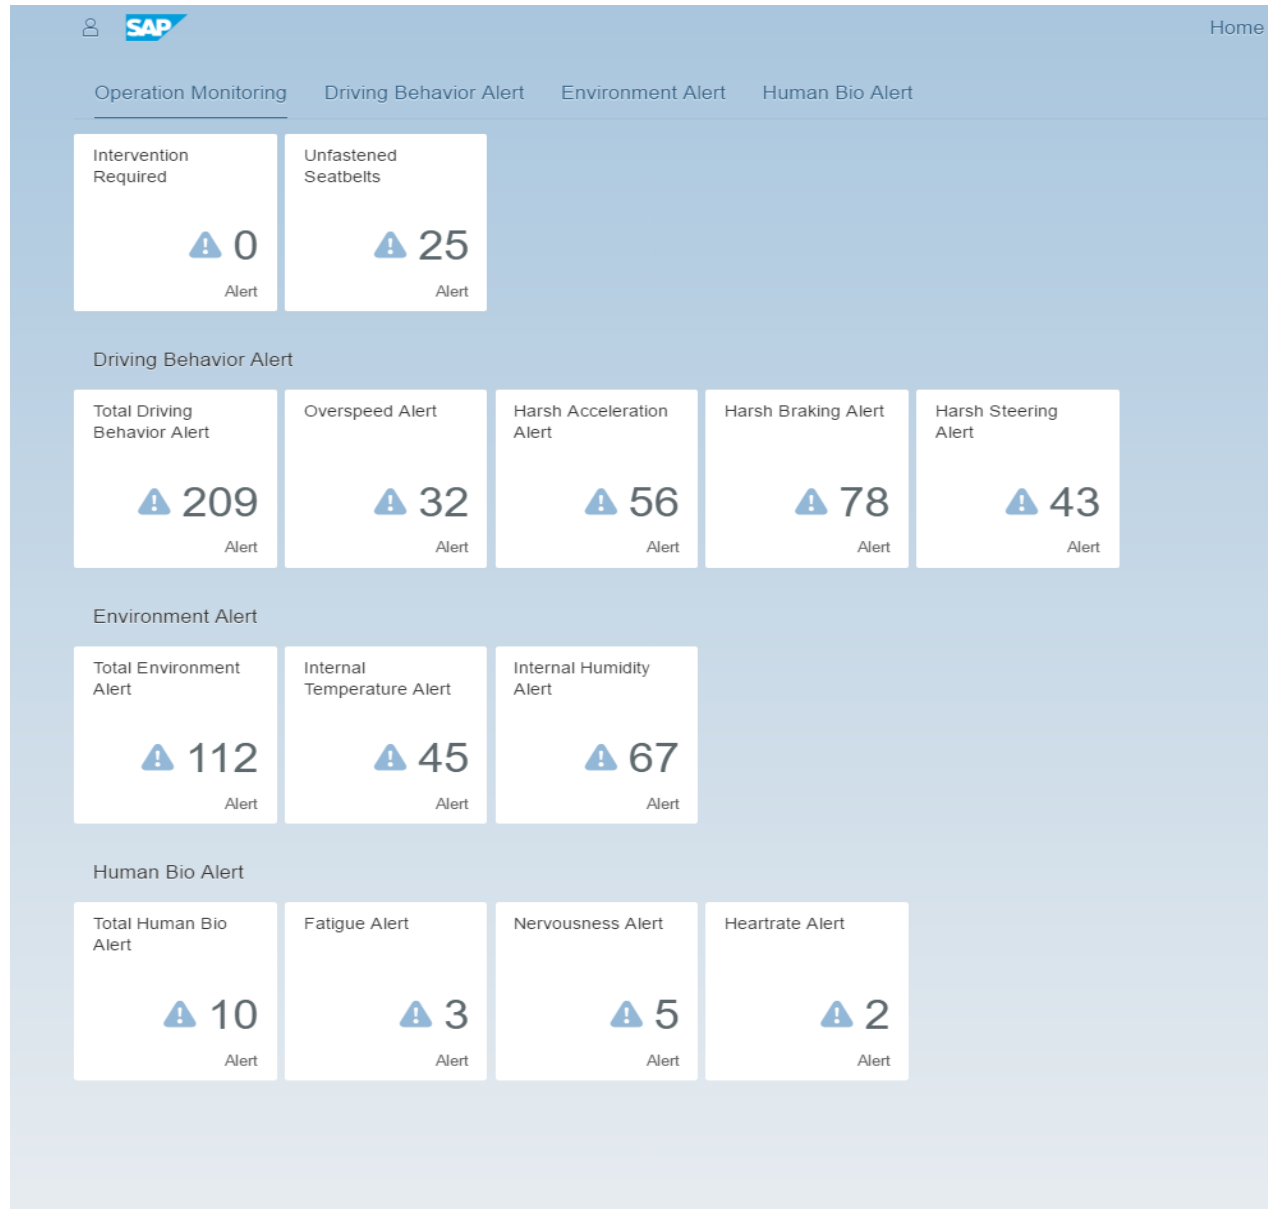 SAP
Home
Operation Monitoring
Driving Behavior Alert
Environment Alert
Human Bio Alert
Intervention
Required
0
Alert
Unfastened
Seatbelts
25
Alert
Driving Behavior Alert
Total Driving
Behavior Alert
209
Alert
Overspeed Alert
32
Alert
Harsh Acceleration
Alert
56
Alert
Harsh Braking Alert
78
Alert
Harsh Steering
Alert
43
Alert
Environment Alert
Total Environment
Alert
112
Alert
Internal
Temperature Alert
45
Alert
Internal Humidity
Alert
67
Alert
Human Bio Alert
Total Human Bio
Alert
10
Alert
Fatigue Alert
3
Alert
Nervousness Alert
5
Alert
Heartrate Alert
2
Alert